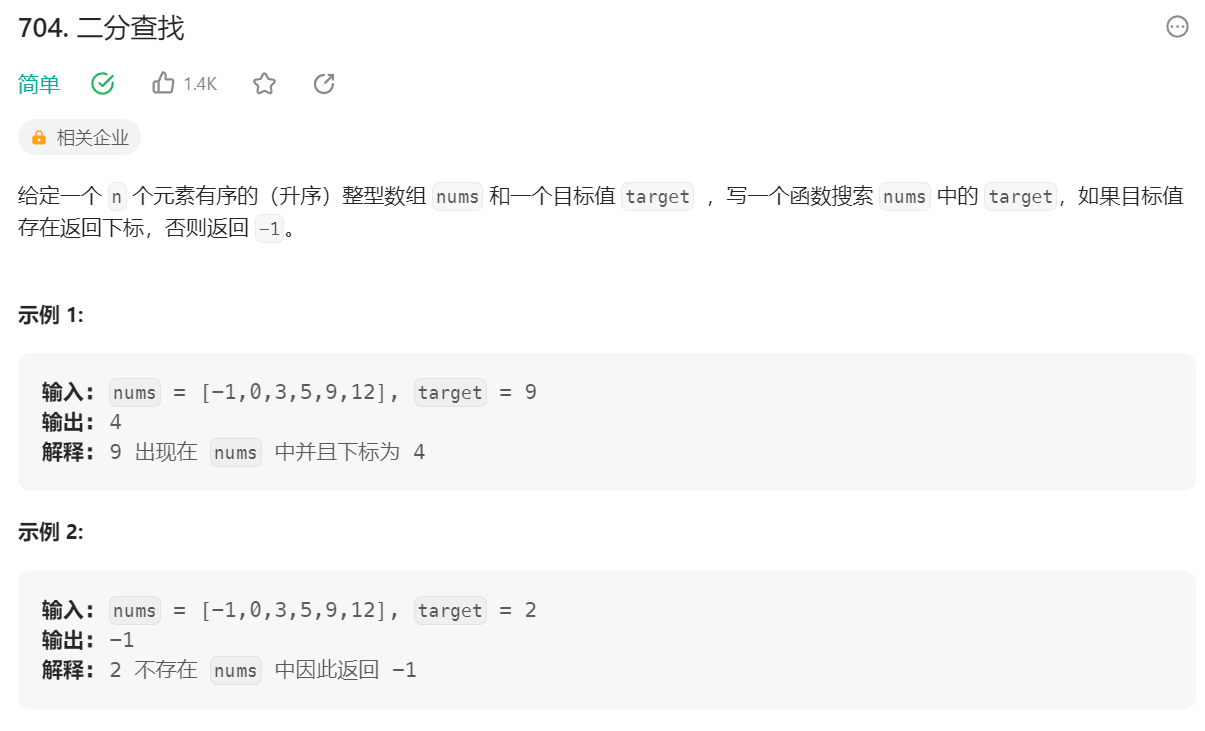 704. 二分查找
简单 1.4K
相关企业
给定一个 n 个元素有序的（升序）整型数组 nums 和一个目标值 target ，写一个函数搜索 nums 中的 target，如果目标值
存在返回下标，否则返回 -1。
示例 1:
输入: nums = [-1,0,3,5,9,12], target = 9
输出: 4
解释: 9 出现在 nums 中并且下标为 4
示例 2:
输入: nums = [-1,0,3,5,9,12], target = 2
输出: -1
解释: 2 不存在 nums 中因此返回 -1